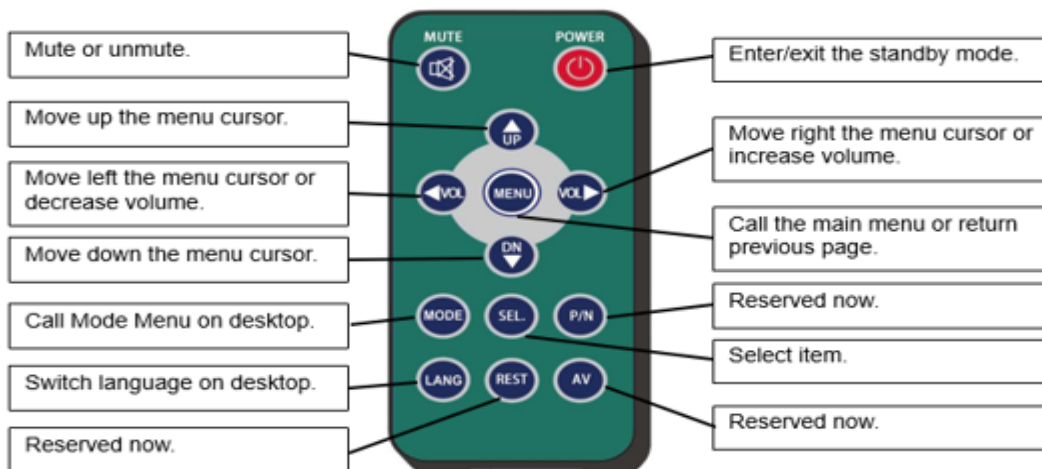 MUTE
POWER
Mute or unmute.
Enter/exit the standby mode.
Move up the menu cursor.
UP
Move right the menu cursor or
increase volume.
Move left the menu cursor or
decrease volume.
VOL
MENU
VOL
Call the main menu or return
previous page.
Move down the menu cursor.
DN
Call Mode Menu on desktop.
MODE
SEL.
P/N
Reserved now.
Select item.
Switch language on desktop.
LANG
REST
AV
Reserved now.
Reserved now.